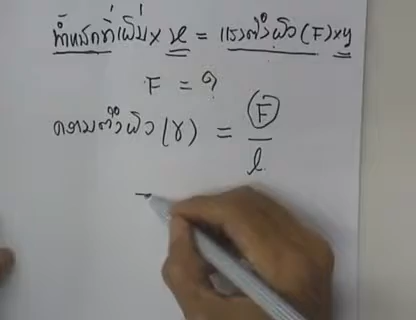 น้ำหนักที่เพิ่ม × x = แรงตึงผิว (F) × y
F = ?
ความตึงผิว (γ) = F / l